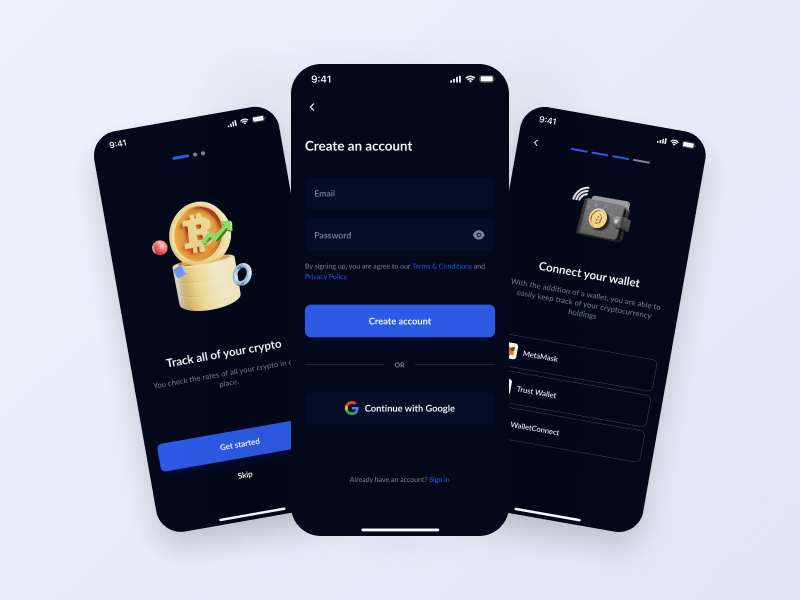 9:41
Track all of your crypto
You check the rates of all your crypto in
place.
Get started
Skip
9:41
Create an account
Email
Password
By signing up, you are agree to our Terms & Conditions and
Privacy Policy
Create account
OR
Continue with Google
Already have an account? Sign in
9:41
Connect your wallet
With the addition of a wallet, you are able to
easily keep track of your cryptocurrency
holdings
MetaMask
Trust Wallet
WalletConnect